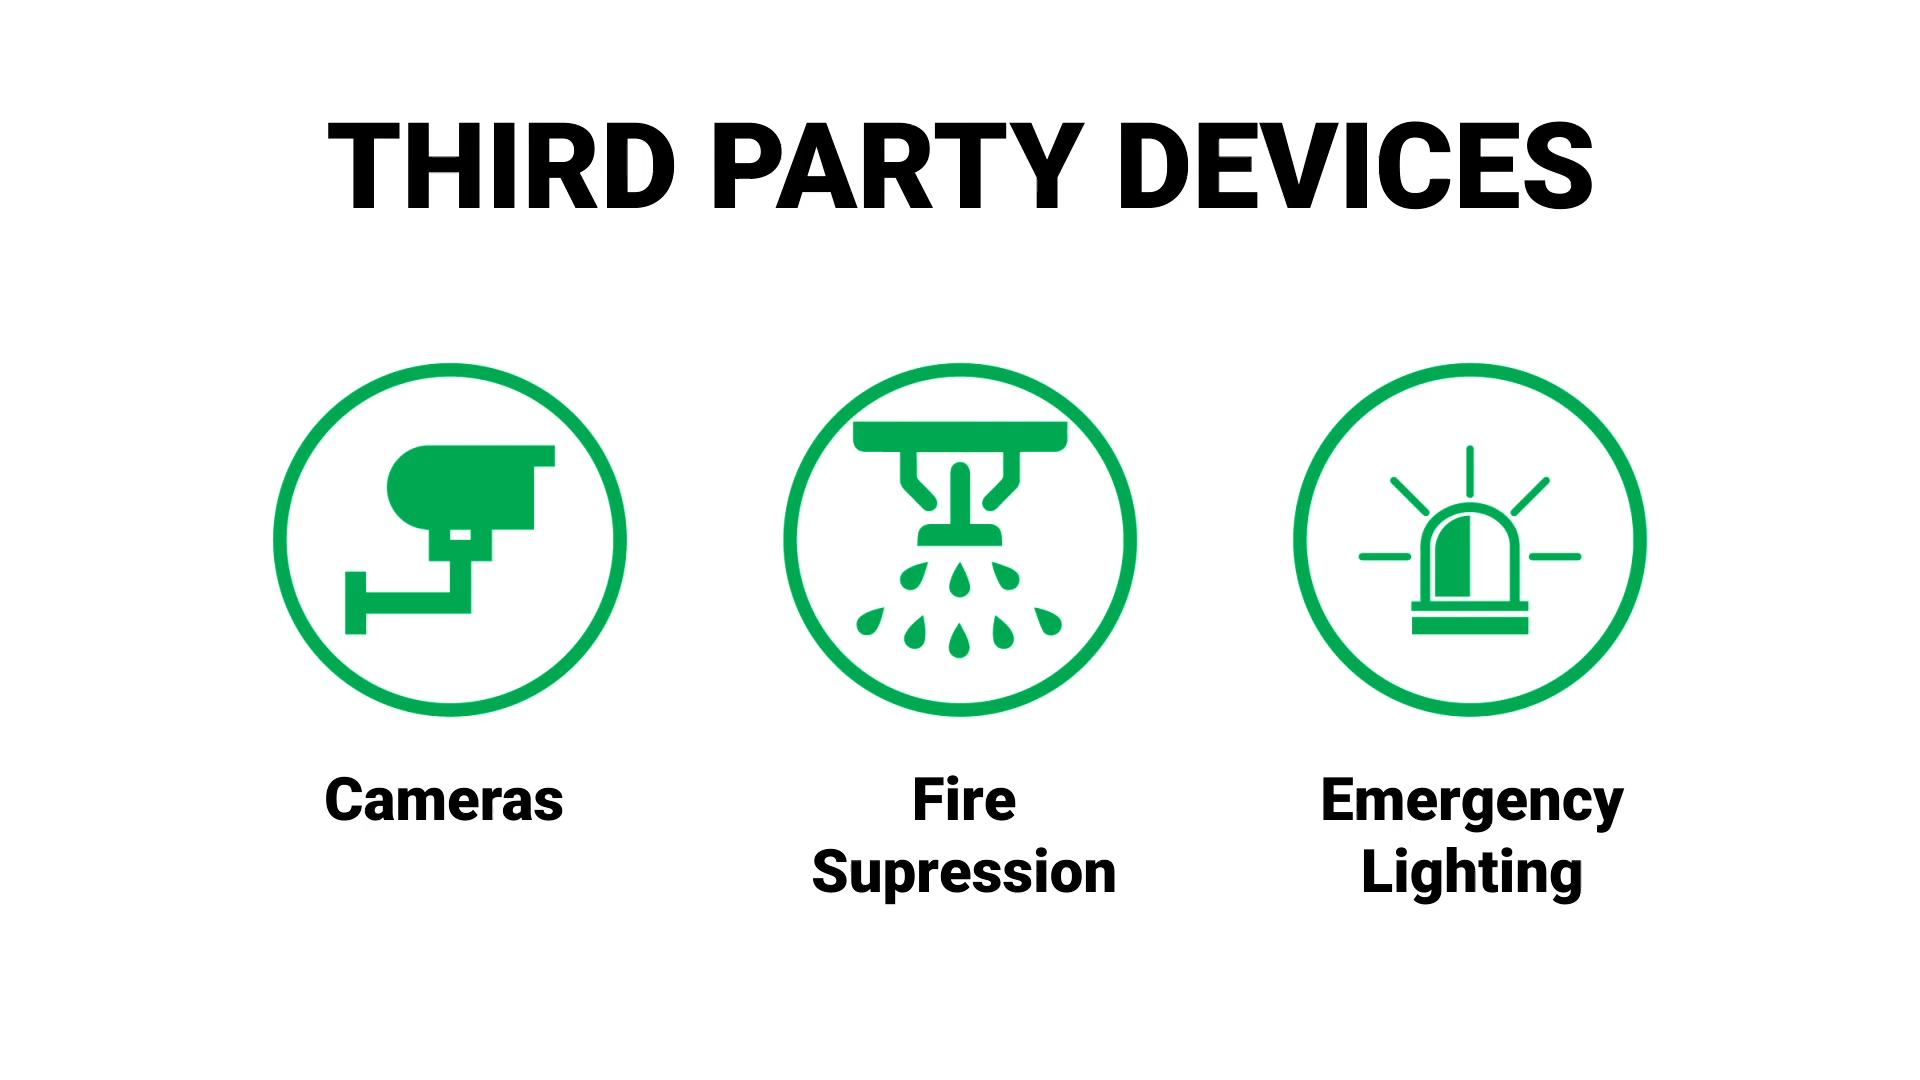 THIRD PARTY DEVICES
Cameras
Fire
Supression
Emergency
Lighting